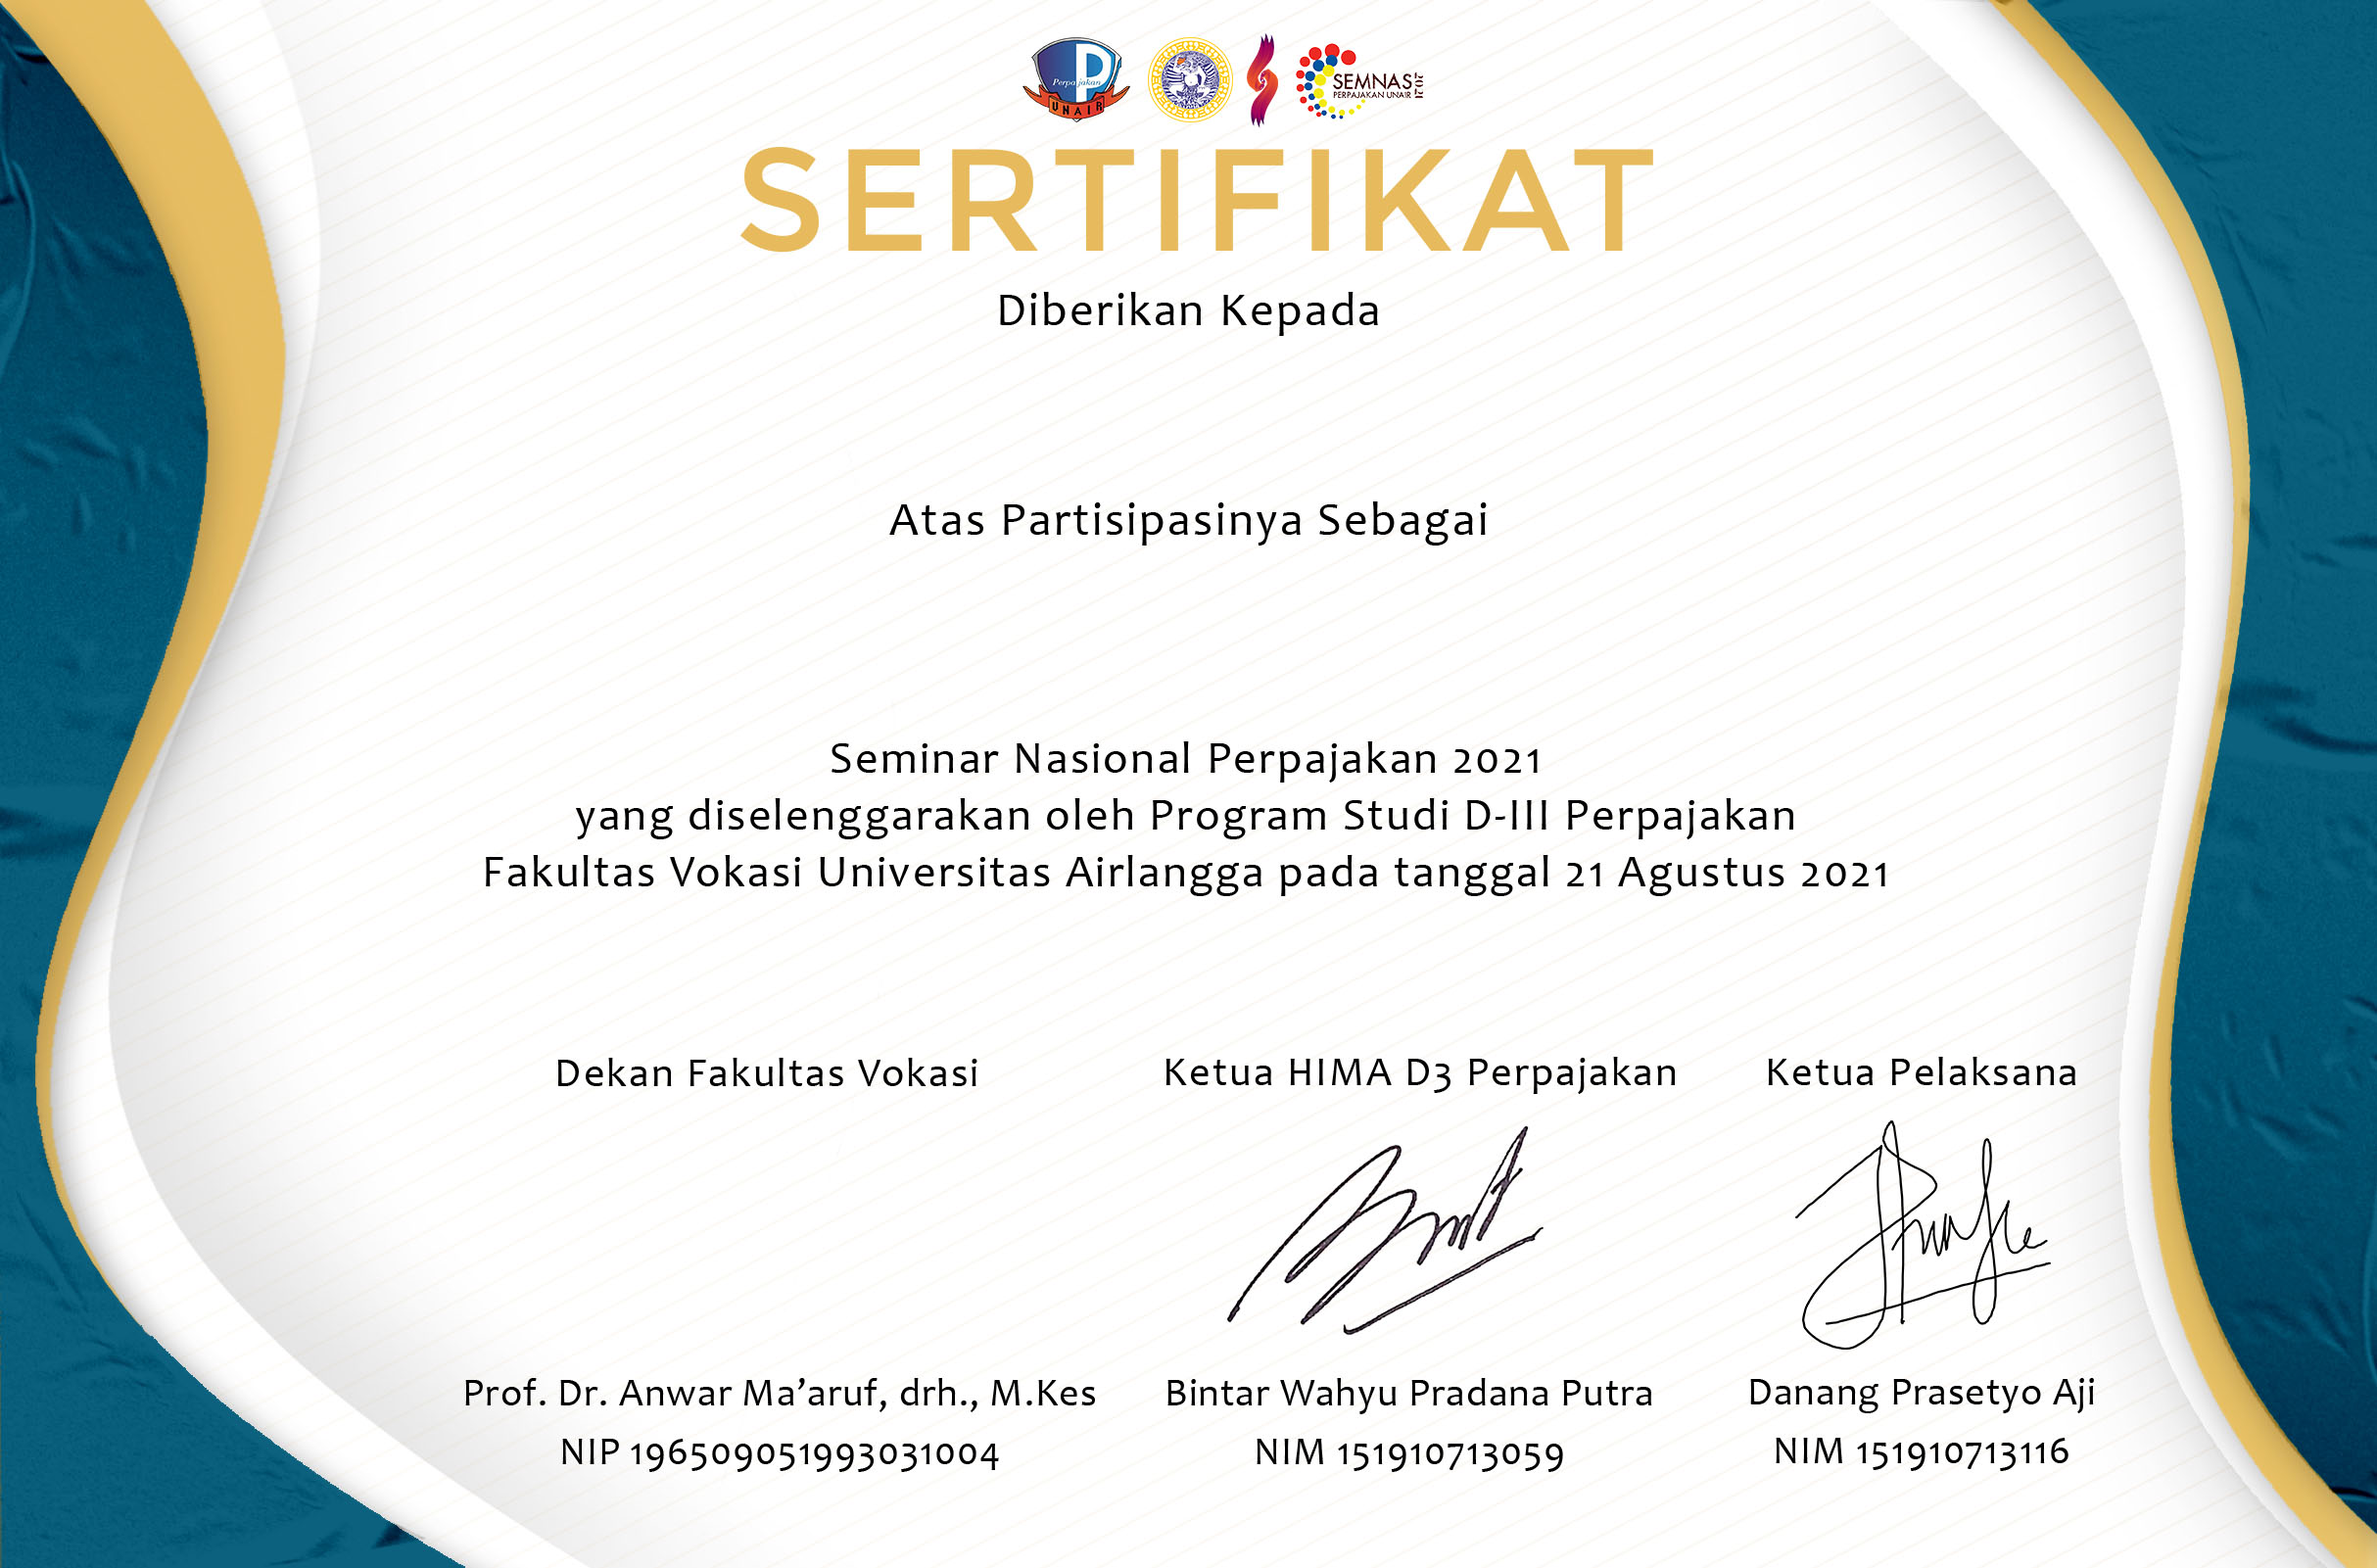 Perpajakan
UNAIR
SEMNAS
PERPAJAKAN UNAIR
2021
SERTIFIKAT
Diberikan Kepada
Atas Partisipasinya Sebagai
Seminar Nasional Perpajakan 2021
yang diselenggarakan oleh Program Studi D-III Perpajakan
Fakultas Vokasi Universitas Airlangga pada tanggal 21 Agustus 2021
Dekan Fakultas Vokasi
Ketua HIMA D3 Perpajakan
Ketua Pelaksana
Prof. Dr. Anwar Ma’aruf, drh., M.Kes
Bintar Wahyu Pradana Putra
Danang Prasetyo Aji
NIP 196509051993031004
NIM 151910713059
NIM 151910713116